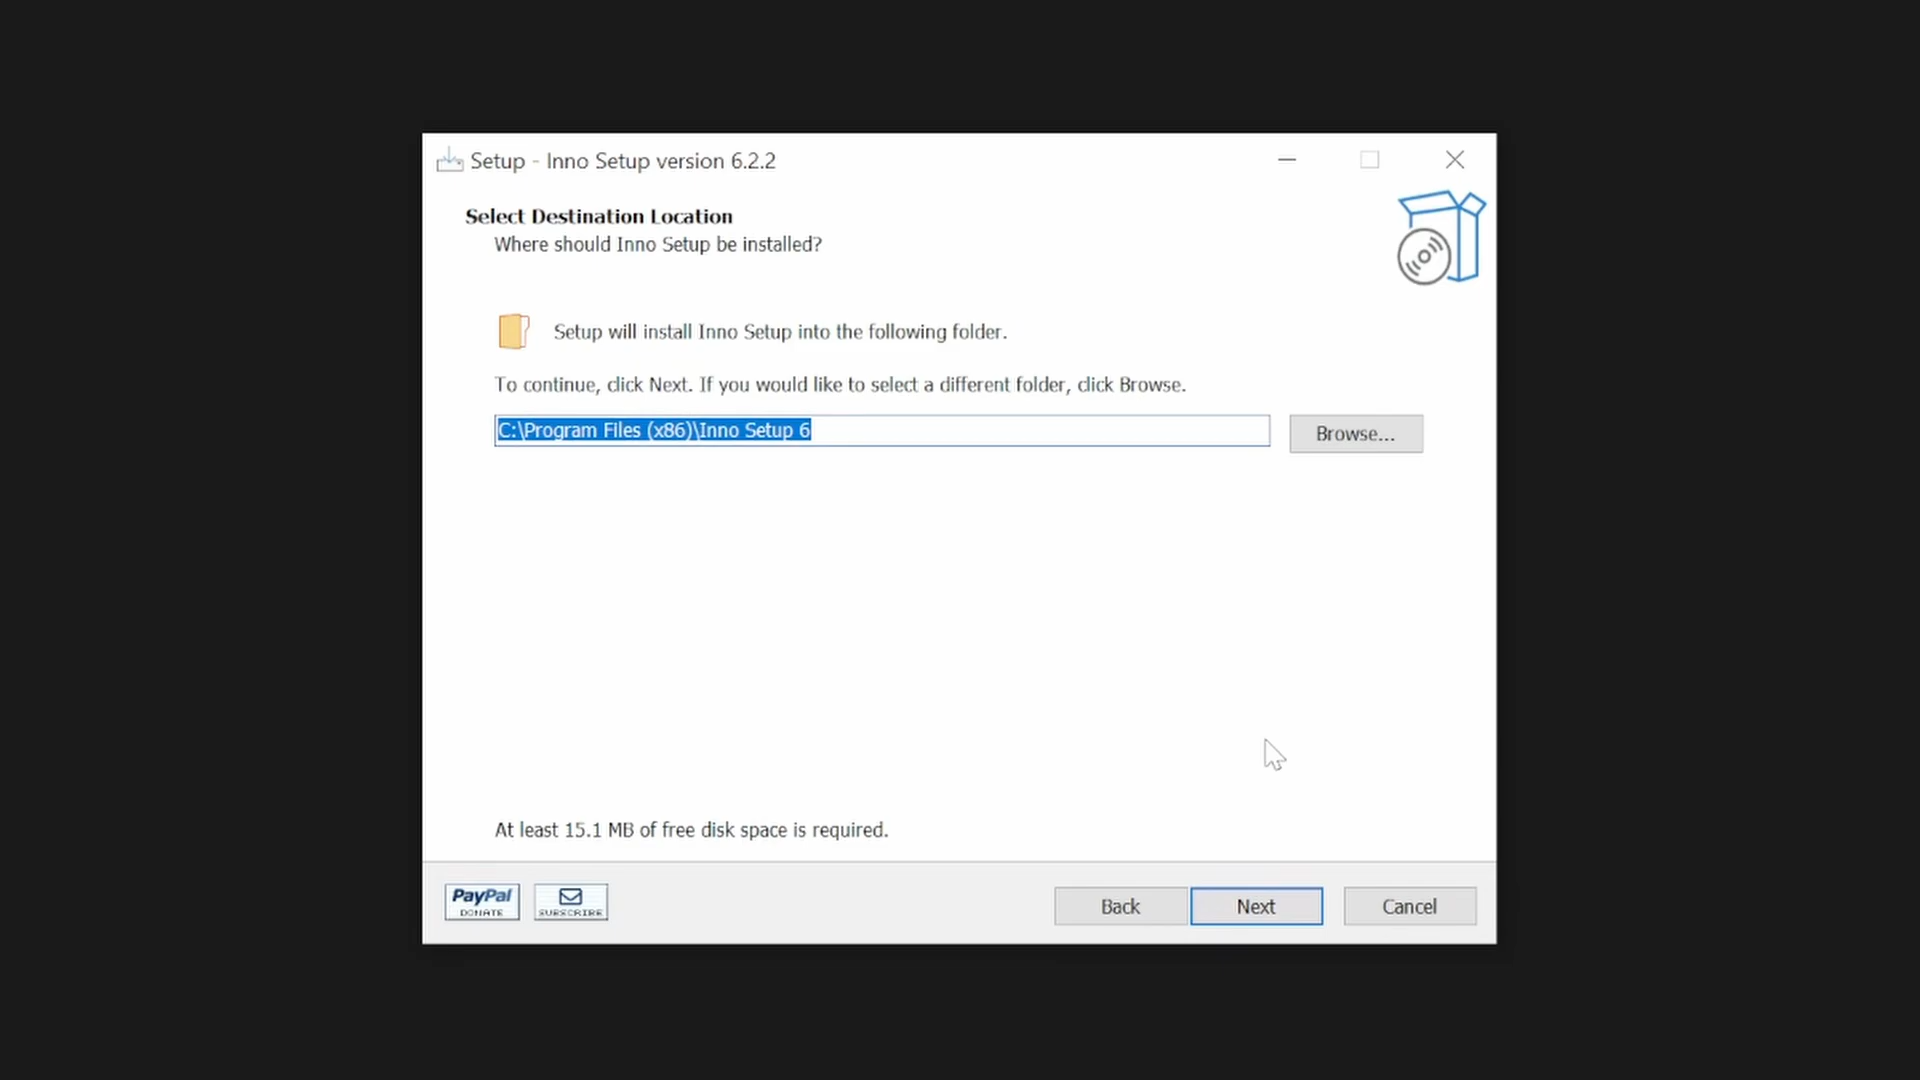 Setup - Inno Setup version 6.2.2
Select Destination Location
Where should Inno Setup be installed?
Setup will install Inno Setup into the following folder.
To continue, click Next. If you would like to select a different folder, click Browse.
C:\Program Files (x86)\Inno Setup 6
Browse...
At least 15.1 MB of free disk space is required.
PayPal
DONATE
SUBSCRIBE
Back
Next
Cancel